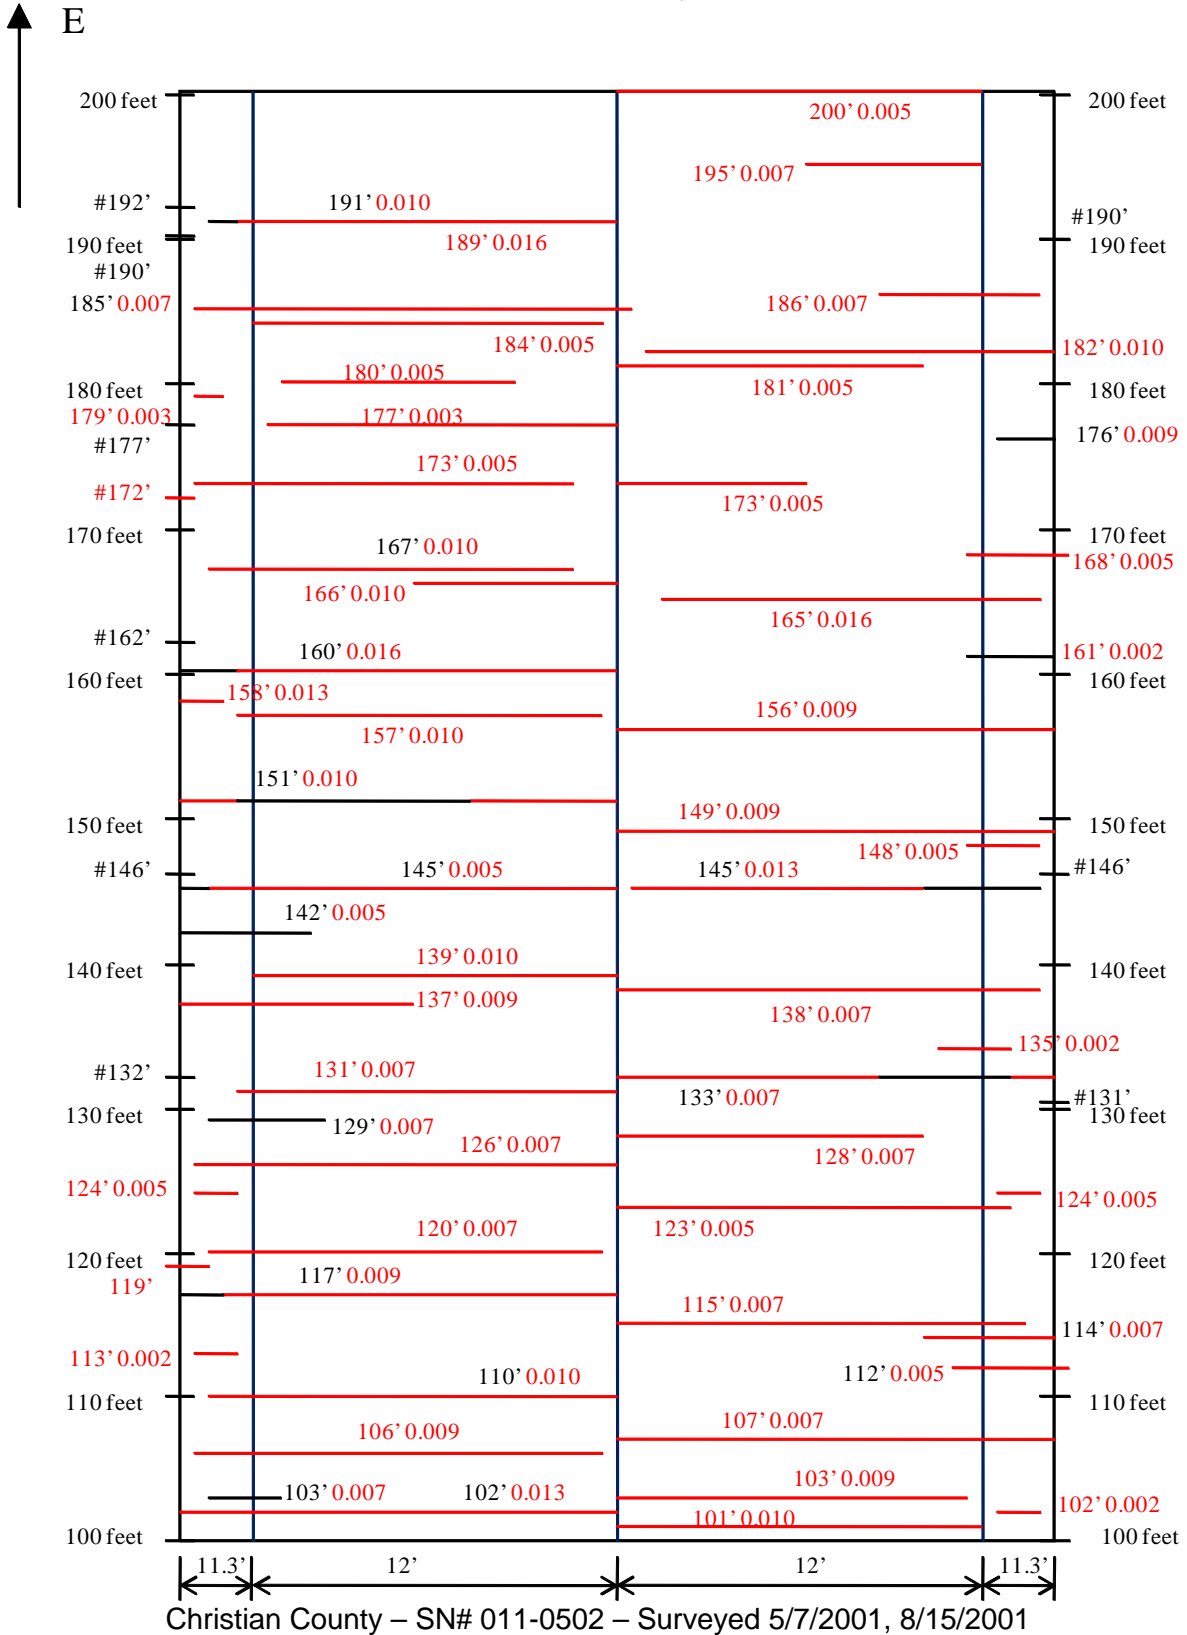 E
200 feet
200 feet
200' 0.005
195' 0.007
#192'
191' 0.010
#190'
190 feet
189' 0.016
190 feet
#190'
185' 0.007
186' 0.007
184' 0.005
182' 0.010
180' 0.005
181' 0.005
180 feet
180 feet
179' 0.003
177' 0.003
176' 0.009
#177'
173' 0.005
#172'
173' 0.005
170 feet
170 feet
167' 0.010
168' 0.005
166' 0.010
165' 0.016
#162'
160' 0.016
161' 0.002
160 feet
160 feet
158' 0.013
156' 0.009
157' 0.010
151' 0.010
149' 0.009
150 feet
150 feet
148' 0.005
#146'
145' 0.005
145' 0.013
#146'
142' 0.005
139' 0.010
140 feet
140 feet
137' 0.009
138' 0.007
135' 0.002
#132'
131' 0.007
133' 0.007
#131'
130 feet
130 feet
129' 0.007
126' 0.007
128' 0.007
124' 0.005
124' 0.005
120' 0.007
123' 0.005
120 feet
120 feet
119'
117' 0.009
115' 0.007
114' 0.007
113' 0.002
110' 0.010
112' 0.005
110 feet
110 feet
106' 0.009
107' 0.007
103' 0.009
103' 0.007
102' 0.013
102' 0.002
101' 0.010
100 feet
100 feet
11.3'
12'
12'
11.3'
Christian County – SN# 011-0502 – Surveyed 5/7/2001, 8/15/2001